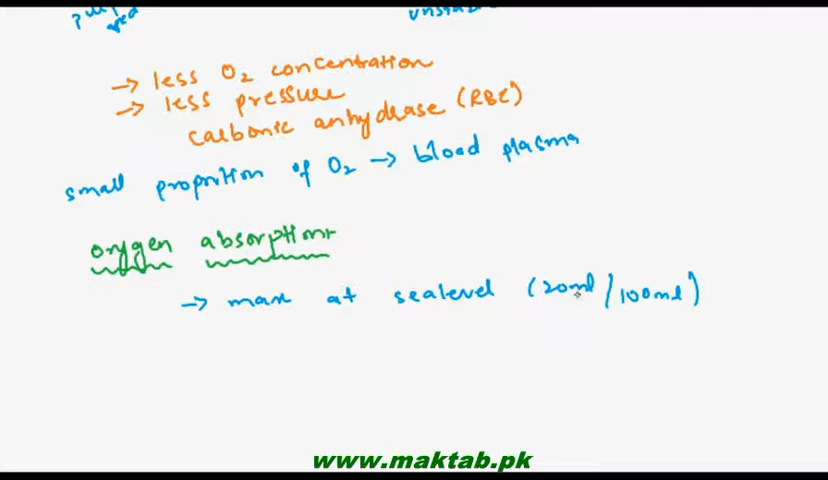 → less O₂ concentration
→ less pressure
carbonic anhydrase (RBC)
small proportion of O₂ → blood plasma
oxygen absorption
→ max at sealevel (20ml/100ml)
www.maktab.pk